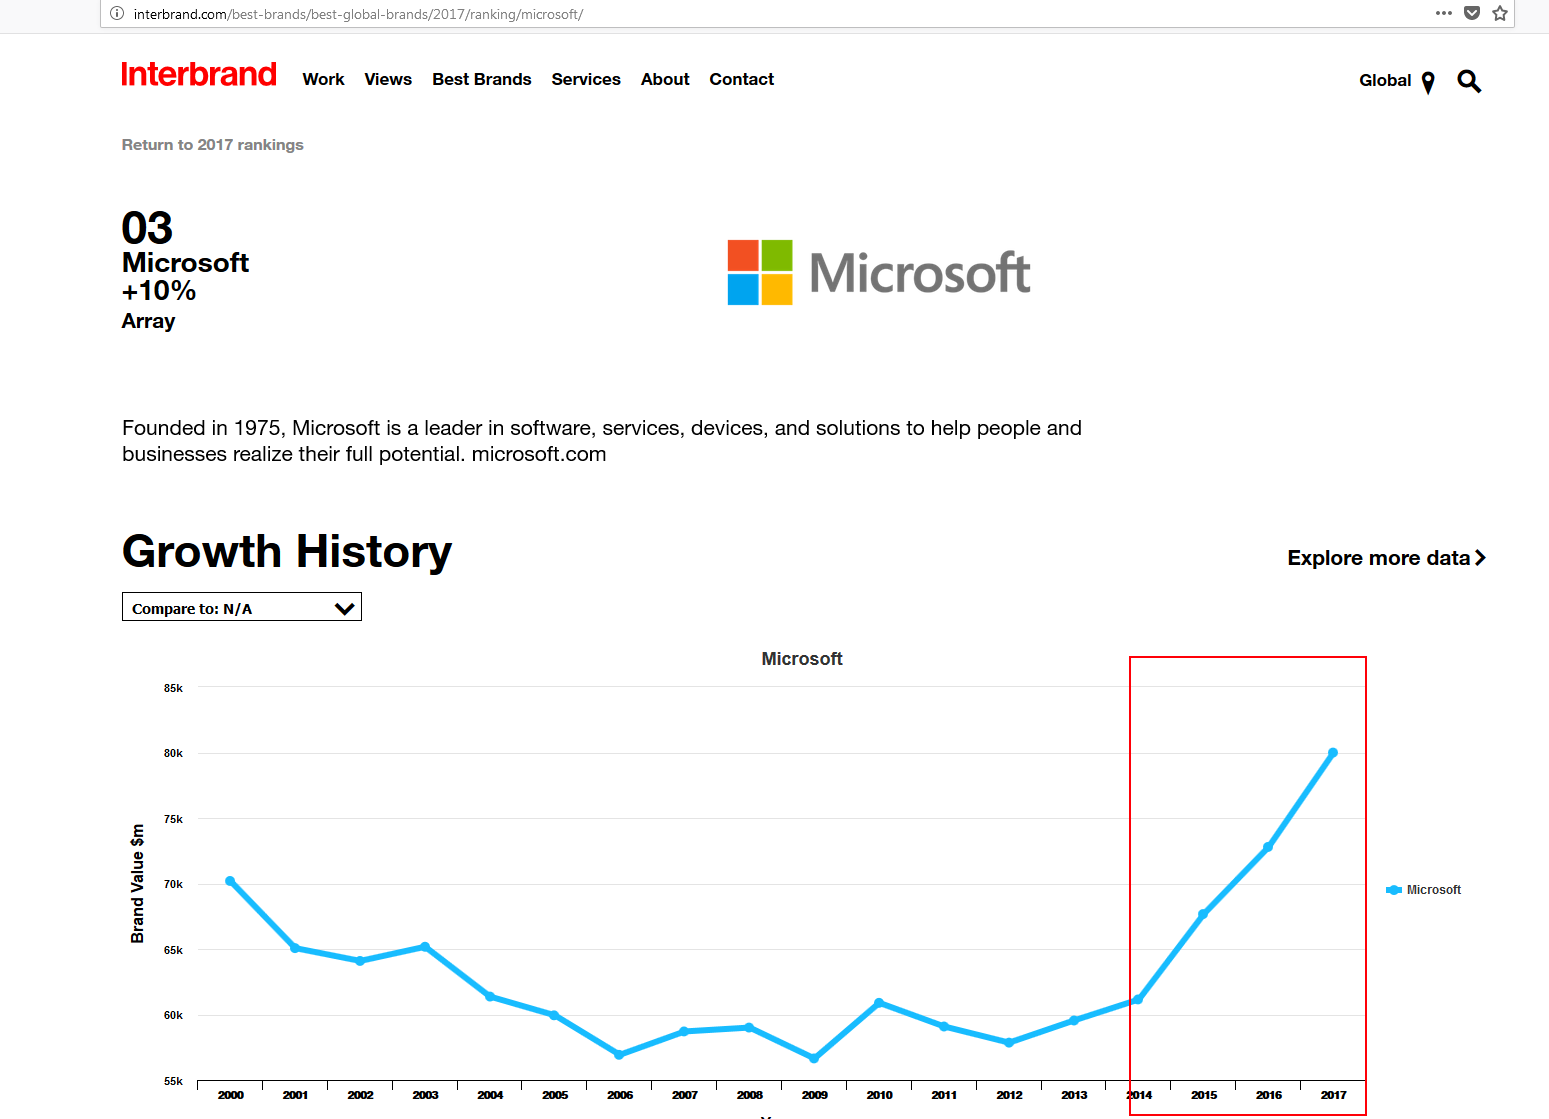 interbrand.com/best-brands/best-global-brands/2017/ranking/microsoft/
Interbrand Work Views Best Brands Services About Contact Global
Return to 2017 rankings
03
Microsoft
+10%
Array
Microsoft
Founded in 1975, Microsoft is a leader in software, services, devices, and solutions to help people and
businesses realize their full potential. microsoft.com
Growth History
Explore more data
Compare to: N/A
Microsoft
Brand Value $m
85k
80k
75k
70k
65k
60k
55k
Microsoft
2000 2001 2002 2003 2004 2005 2006 2007 2008 2009 2010 2011 2012 2013 2014 2015 2016 2017